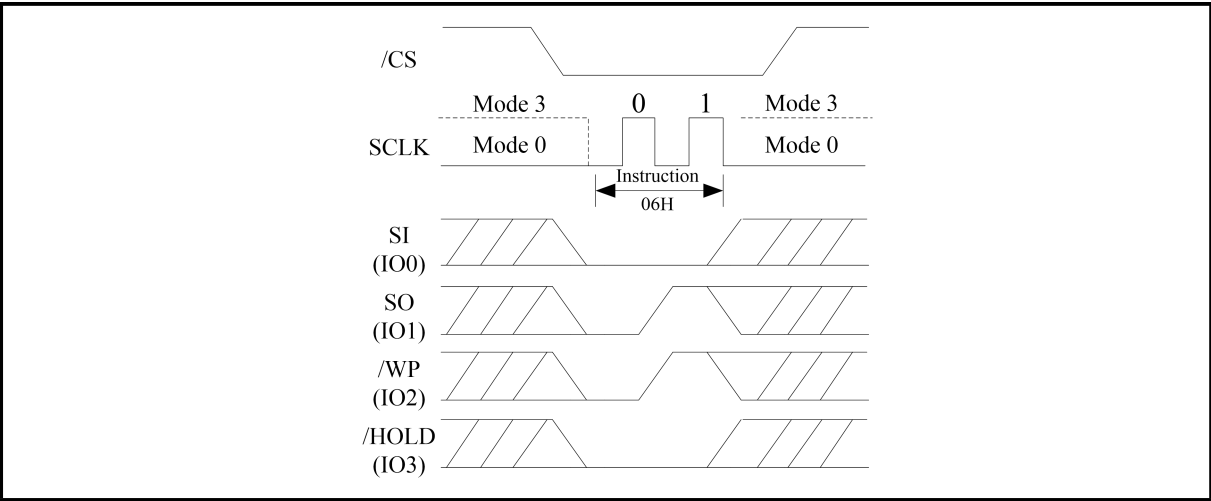 /CS
Mode 3 0 1 Mode 3
SCLK Mode 0 Mode 0
Instruction
06H
SI
(IO0)
SO
(IO1)
/WP
(IO2)
/HOLD
(IO3)